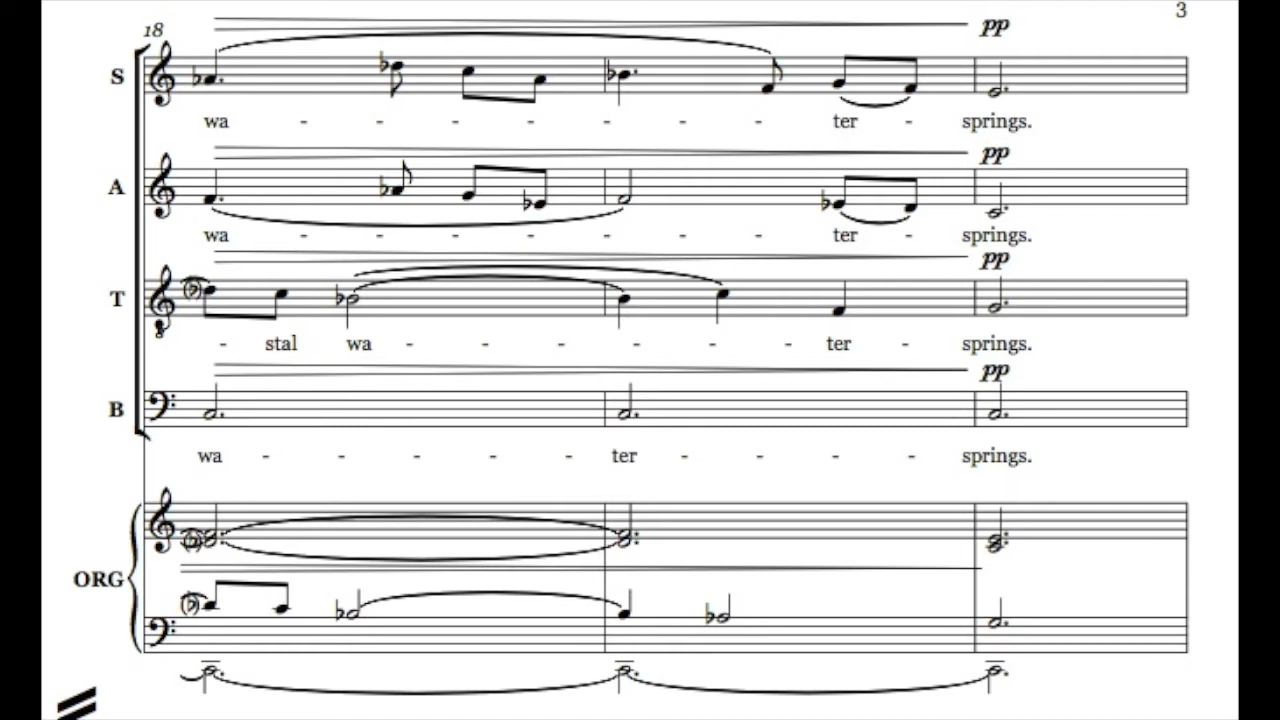 3
18
pp
S
wa - - - - - - - ter - springs.
pp
A
wa - - - - - - - ter - springs.
pp
T
- stal wa - - - - - - ter - springs.
pp
B
wa - - - - - ter - - - - springs.
ORG